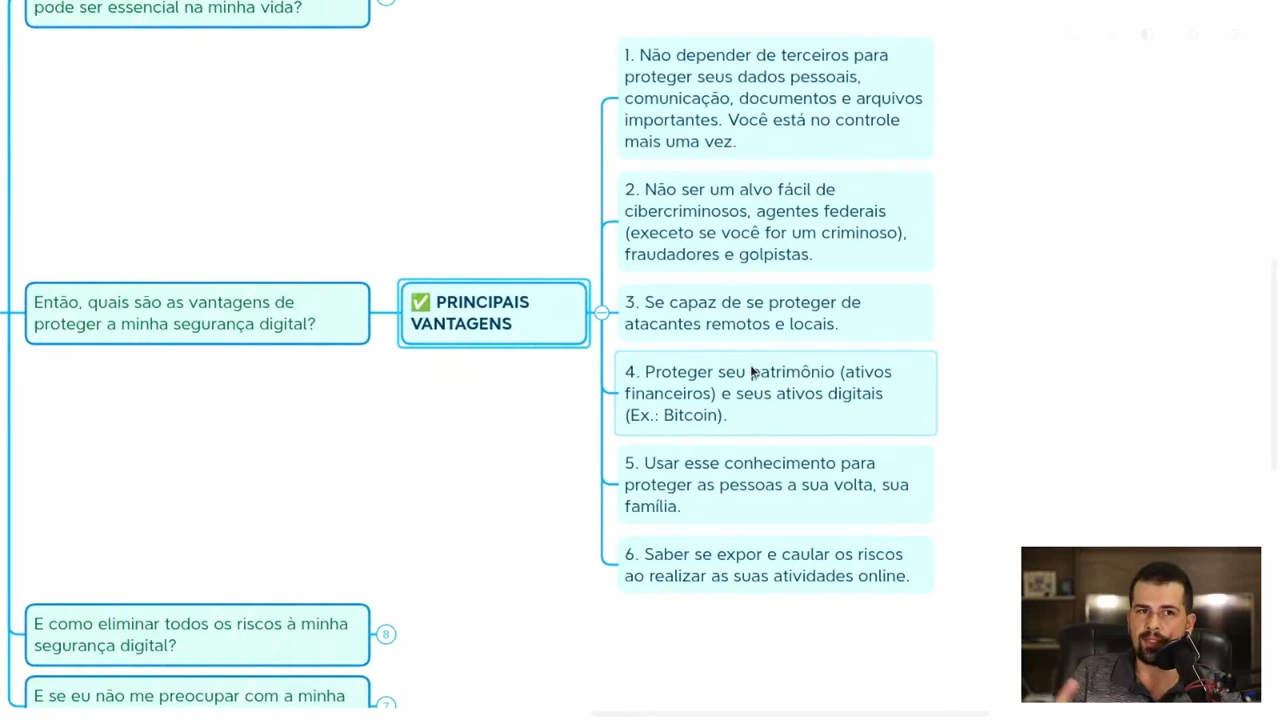 pode ser essencial na minha vida?
1. Não depender de terceiros para
proteger seus dados pessoais,
comunicação, documentos e arquivos
importantes. Você está no controle
mais uma vez.
2. Não ser um alvo fácil de
cibercriminosos, agentes federais
(execeto se você for um criminoso),
fraudadores e golpistas.
Então, quais são as vantagens de
proteger a minha segurança digital?
✅ PRINCIPAIS
VANTAGENS
3. Se capaz de se proteger de
atacantes remotos e locais.
4. Proteger seu patrimônio (ativos
financeiros) e seus ativos digitais
(Ex.: Bitcoin).
5. Usar esse conhecimento para
proteger as pessoas a sua volta, sua
família.
6. Saber se expor e caular os riscos
ao realizar as suas atividades online.
E como eliminar todos os riscos à minha
segurança digital?
8
E se eu não me preocupar com a minha
7